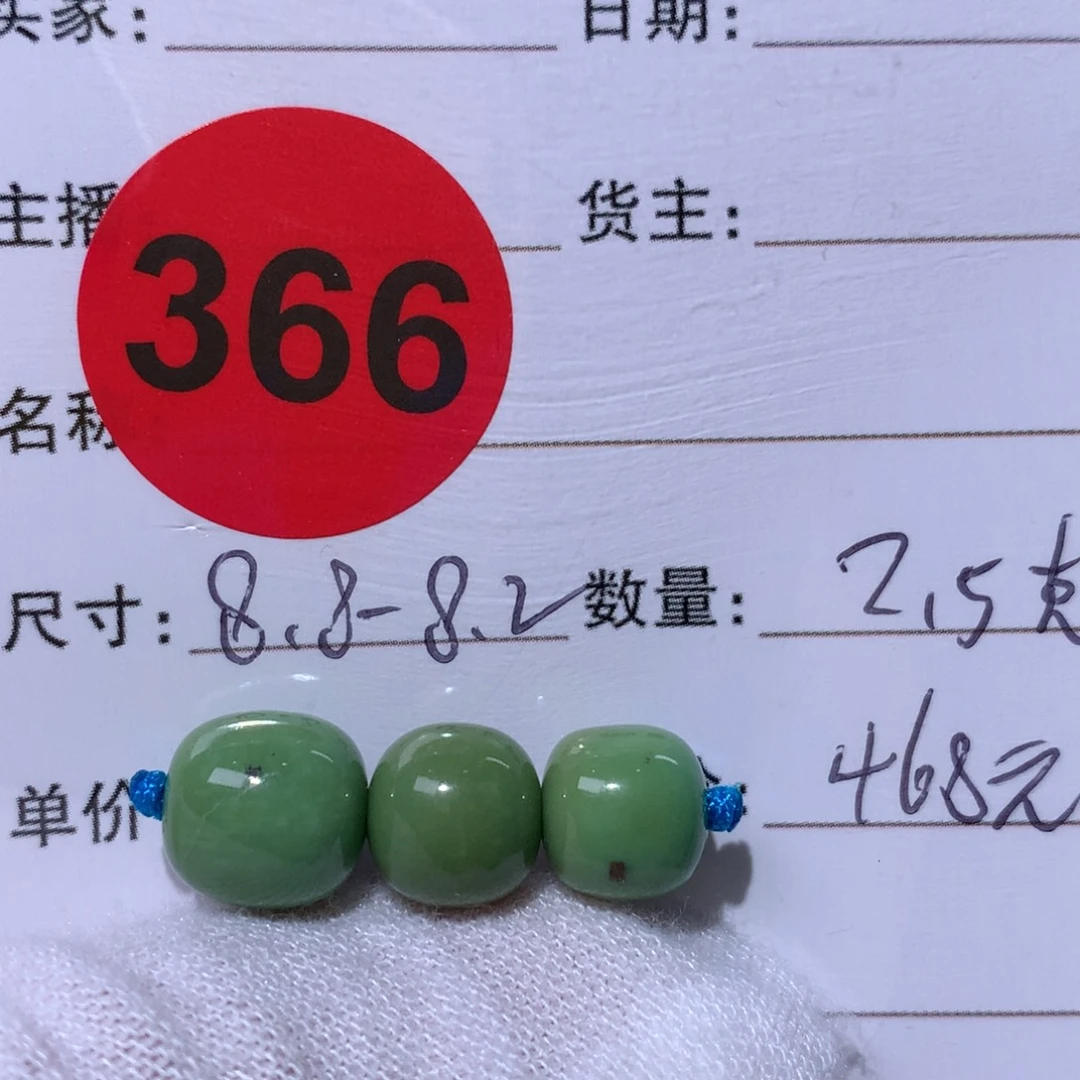 买家： 日期：
主播 货主：
366
名称
尺寸： 8.8-8.2 数量： 2.5克
单价 468元